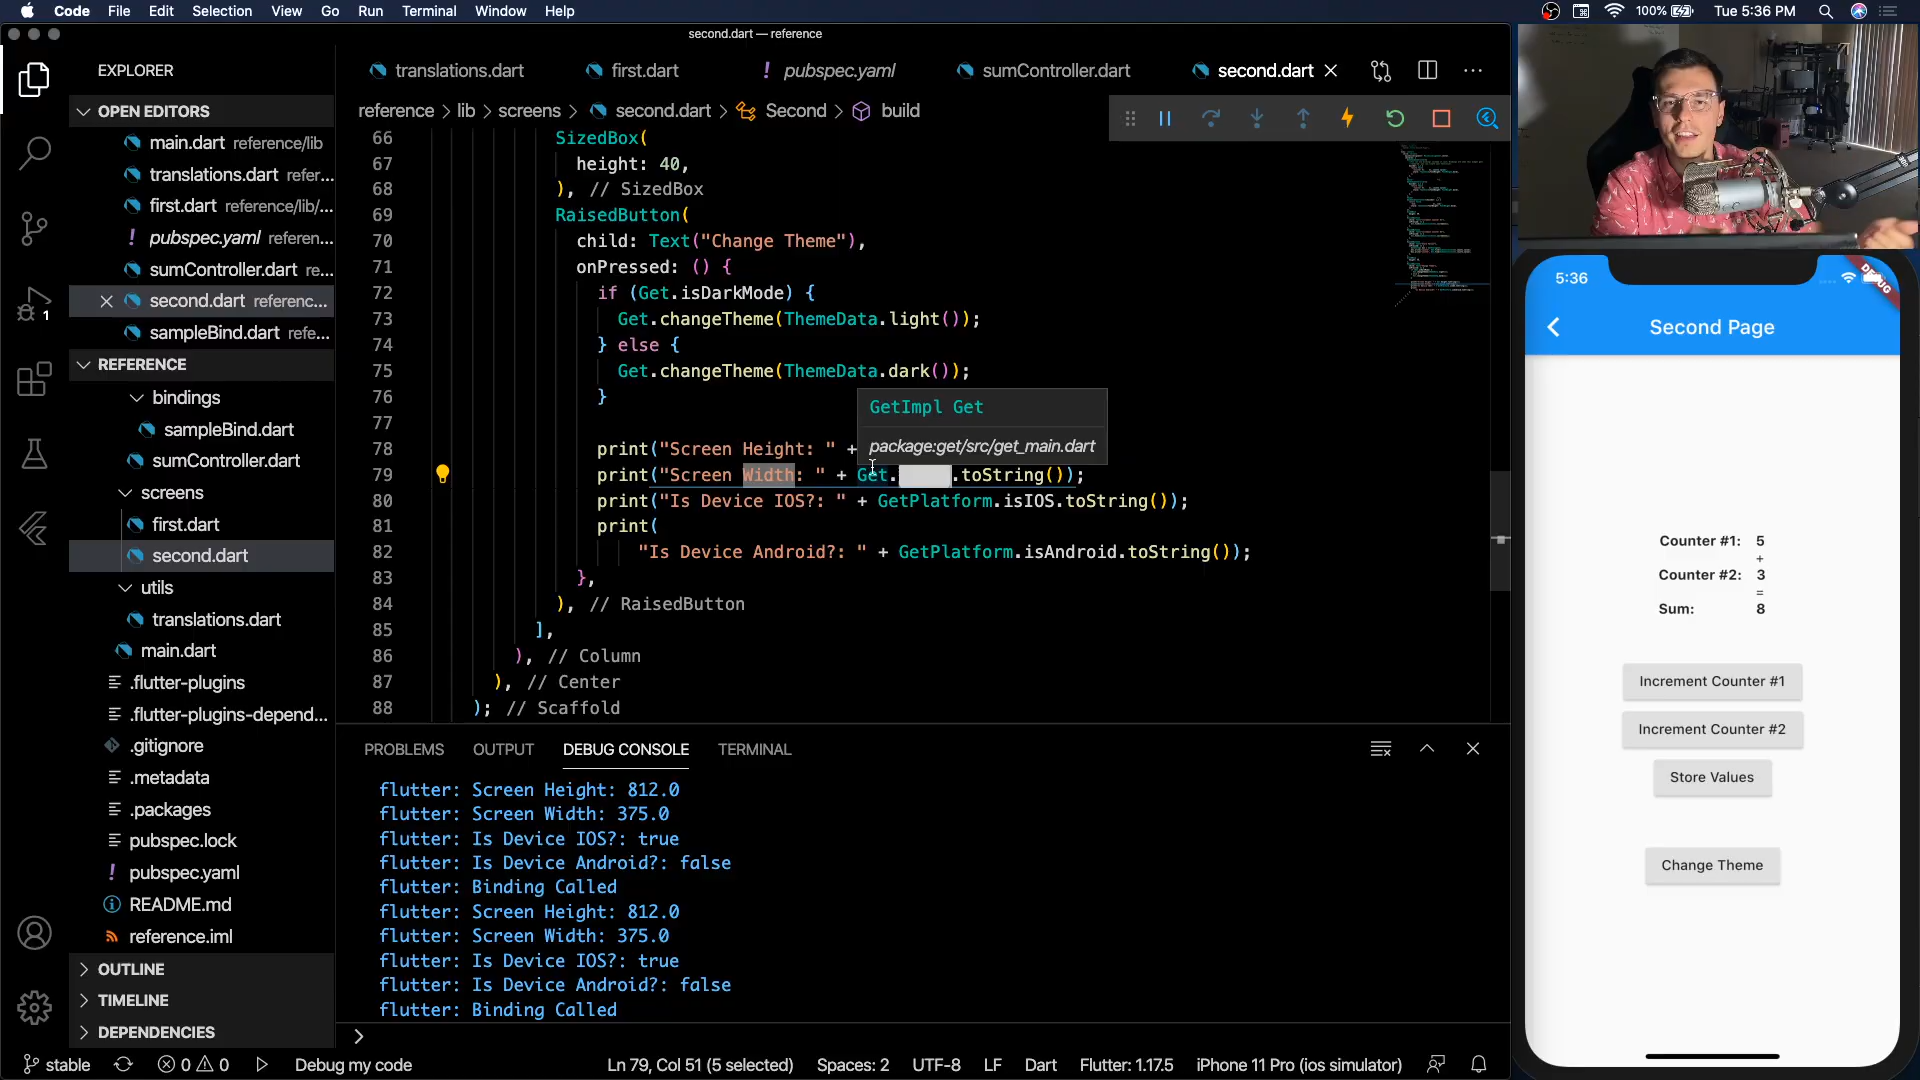 Code File Edit Selection View Go Run Terminal Window Help 100% Tue 5:36 PM
second.dart — reference
EXPLORER
OPEN EDITORS
main.dart reference/lib
translations.dart refer...
first.dart reference/lib/...
! pubspec.yaml referen...
sumController.dart re...
second.dart referenc...
sampleBind.dart refe...
REFERENCE
bindings
sampleBind.dart
sumController.dart
screens
first.dart
second.dart
utils
translations.dart
main.dart
.flutter-plugins
.flutter-plugins-depend...
.gitignore
.metadata
.packages
pubspec.lock
! pubspec.yaml
README.md
reference.iml
OUTLINE
TIMELINE
DEPENDENCIES
1
translations.dart first.dart ! pubspec.yaml sumController.dart second.dart
reference > lib > screens > second.dart > Second > build
66 SizedBox(
67 height: 40,
68 ), // SizedBox
69 RaisedButton(
70 child: Text("Change Theme"),
71 onPressed: () {
72 if (Get.isDarkMode) {
73 Get.changeTheme(ThemeData.light());
74 } else {
75 Get.changeTheme(ThemeData.dark());
76 }
77
78 print("Screen Height: " +
79 print("Screen Width: " + Get. .toString());
80 print("Is Device IOS?: " + GetPlatform.isIOS.toString());
81 print(
82 "Is Device Android?: " + GetPlatform.isAndroid.toString());
83 },
84 ), // RaisedButton
85 ],
86 ), // Column
87 ), // Center
88 ); // Scaffold
GetImpl Get
package:get/src/get_main.dart
PROBLEMS OUTPUT DEBUG CONSOLE TERMINAL
flutter: Screen Height: 812.0
flutter: Screen Width: 375.0
flutter: Is Device IOS?: true
flutter: Is Device Android?: false
flutter: Binding Called
flutter: Screen Height: 812.0
flutter: Screen Width: 375.0
flutter: Is Device IOS?: true
flutter: Is Device Android?: false
flutter: Binding Called
>
stable 0 0 Debug my code Ln 79, Col 51 (5 selected) Spaces: 2 UTF-8 LF Dart Flutter: 1.17.5 iPhone 11 Pro (ios simulator)
5:36
DEBUG
Second Page
Counter #1: 5
+
Counter #2: 3
=
Sum: 8
Increment Counter #1
Increment Counter #2
Store Values
Change Theme